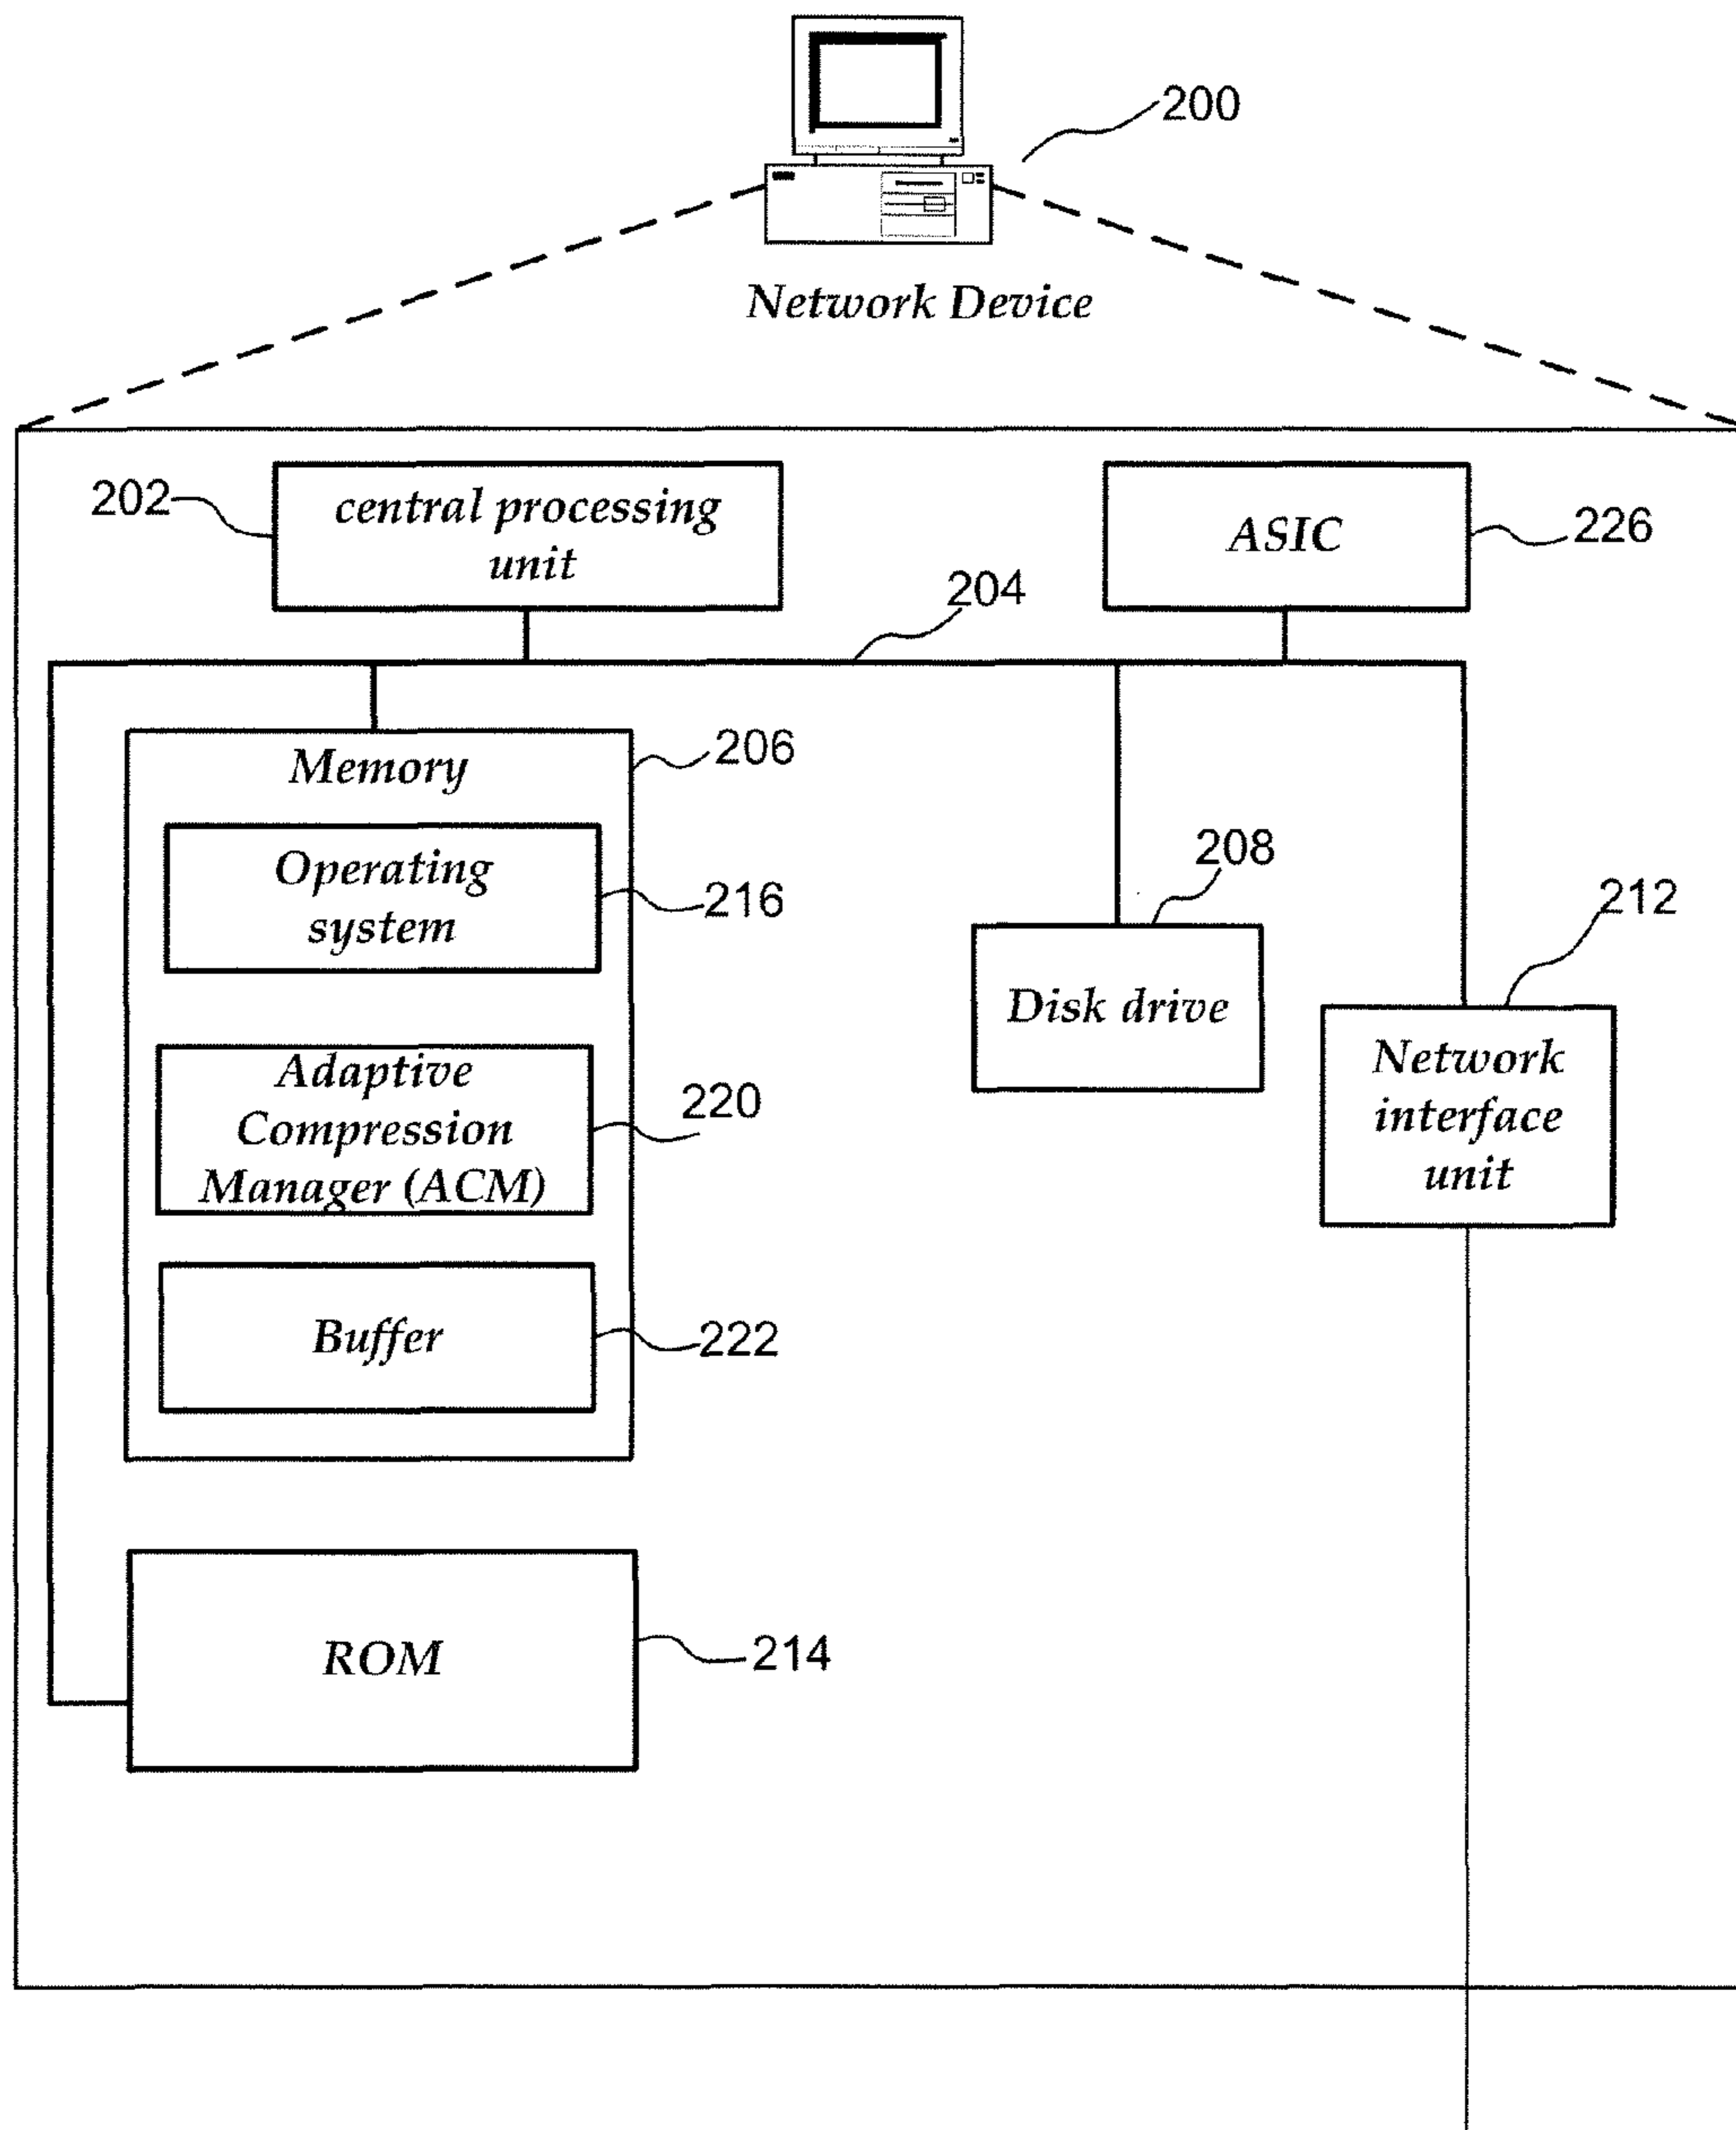 200
Network Device
202
central processing
unit
ASIC
226
204
Memory
206
Operating
system
216
208
212
Disk drive
Network
interface
unit
Adaptive
Compression
Manager (ACM)
220
Buffer
222
ROM
214